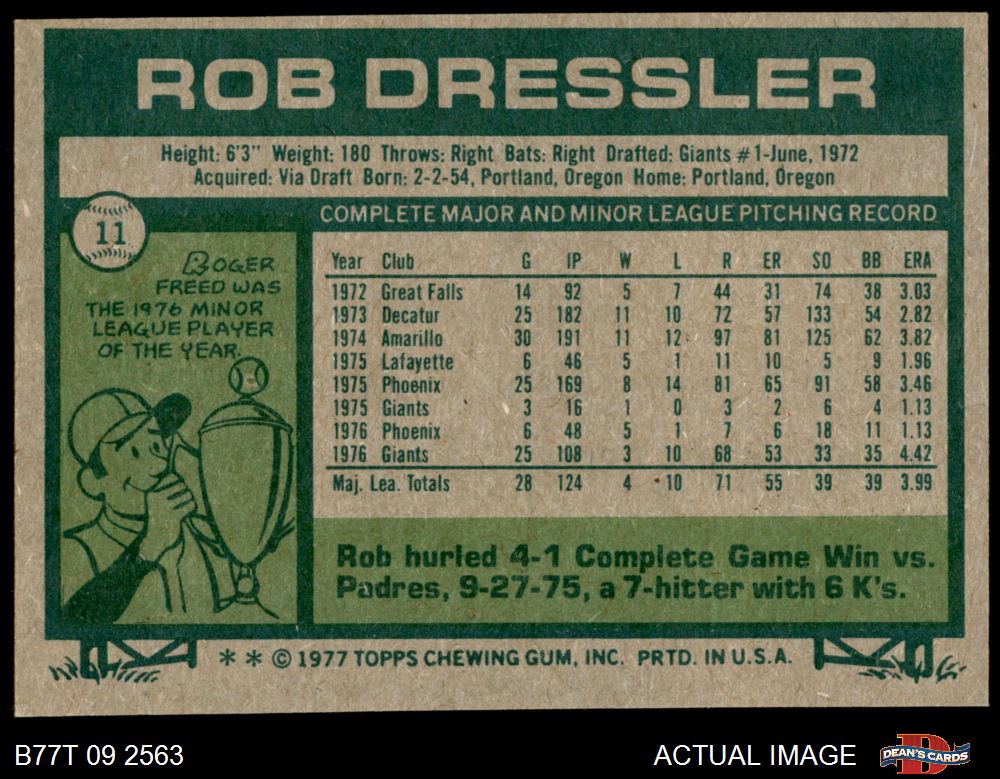 ROB DRESSLER
Height: 6'3" Weight: 180 Throws: Right Bats: Right Drafted: Giants #1-June, 1972
Acquired: Via Draft Born: 2-2-54, Portland, Oregon Home: Portland, Oregon
11
ROGER
FREED WAS
THE 1976 MINOR
LEAGUE PLAYER
OF THE YEAR.
COMPLETE MAJOR AND MINOR LEAGUE PITCHING RECORD
Year Club G IP W L R ER SO BB ERA
1972 Great Falls 14 92 5 7 44 31 74 38 3.03
1973 Decatur 25 182 11 10 72 57 133 54 2.82
1974 Amarillo 30 191 11 12 97 81 125 62 3.82
1975 Lafayette 6 46 5 1 11 10 5 9 1.96
1975 Phoenix 25 169 8 14 81 65 91 58 3.46
1975 Giants 3 16 1 0 3 2 6 4 1.13
1976 Phoenix 6 48 5 1 7 6 18 11 1.13
1976 Giants 25 108 3 10 68 53 33 35 4.42
Maj. Lea. Totals 28 124 4 10 71 55 39 39 3.99
Rob hurled 4-1 Complete Game Win vs.
Padres, 9-27-75, a 7-hitter with 6 K's.
* * © 1977 TOPPS CHEWING GUM, INC. PRTD. IN U.S.A.
B77T 09 2563
ACTUAL IMAGE
DEAN'S CARDS